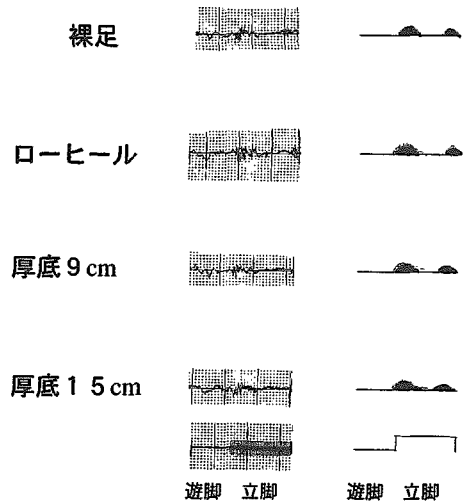 裸足
ローヒール
厚底9cm
厚底15cm
遊脚 立脚 遊脚 立脚